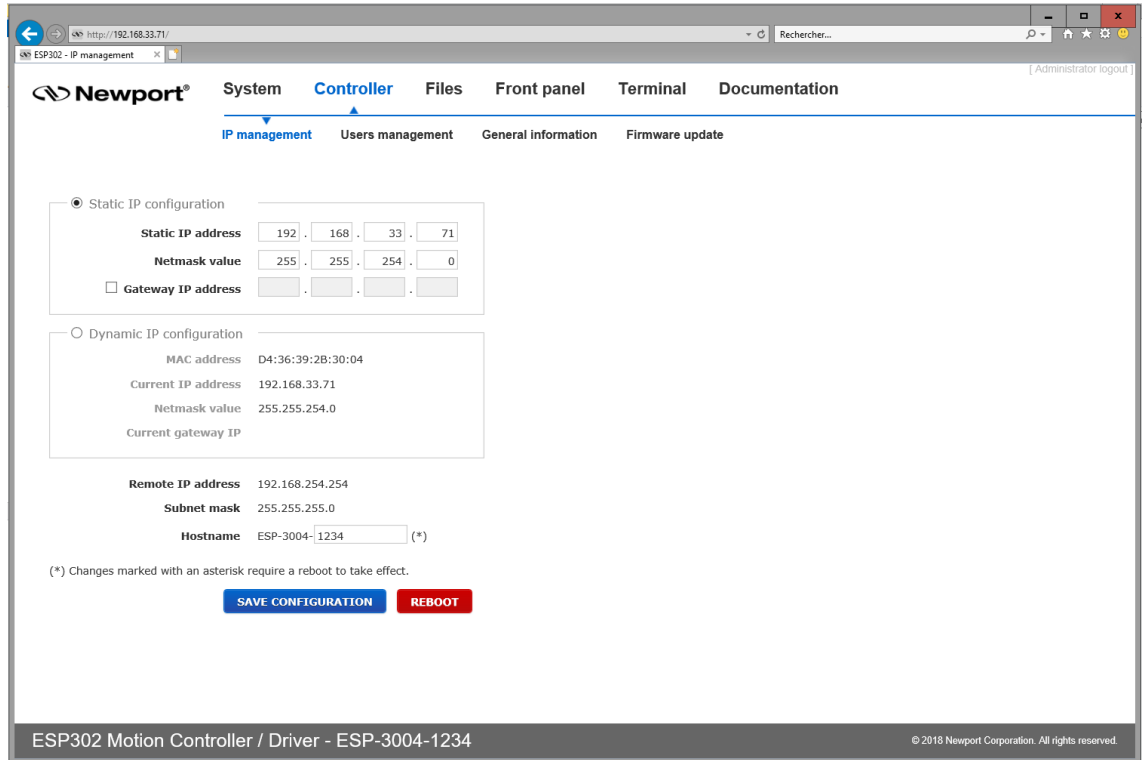 http://192.168.33.71/
Rechercher...
ESP302 - IP management
[ Administrator logout ]
Newport®
System Controller Files Front panel Terminal Documentation
IP management Users management General information Firmware update
Static IP configuration
Static IP address 192 . 168 . 33 . 71
Netmask value 255 . 255 . 254 . 0
Gateway IP address . . .
Dynamic IP configuration
MAC address D4:36:39:2B:30:04
Current IP address 192.168.33.71
Netmask value 255.255.254.0
Current gateway IP
Remote IP address 192.168.254.254
Subnet mask 255.255.255.0
Hostname ESP-3004- 1234 (*)
(*) Changes marked with an asterisk require a reboot to take effect.
SAVE CONFIGURATION REBOOT
ESP302 Motion Controller / Driver - ESP-3004-1234
© 2018 Newport Corporation. All rights reserved.